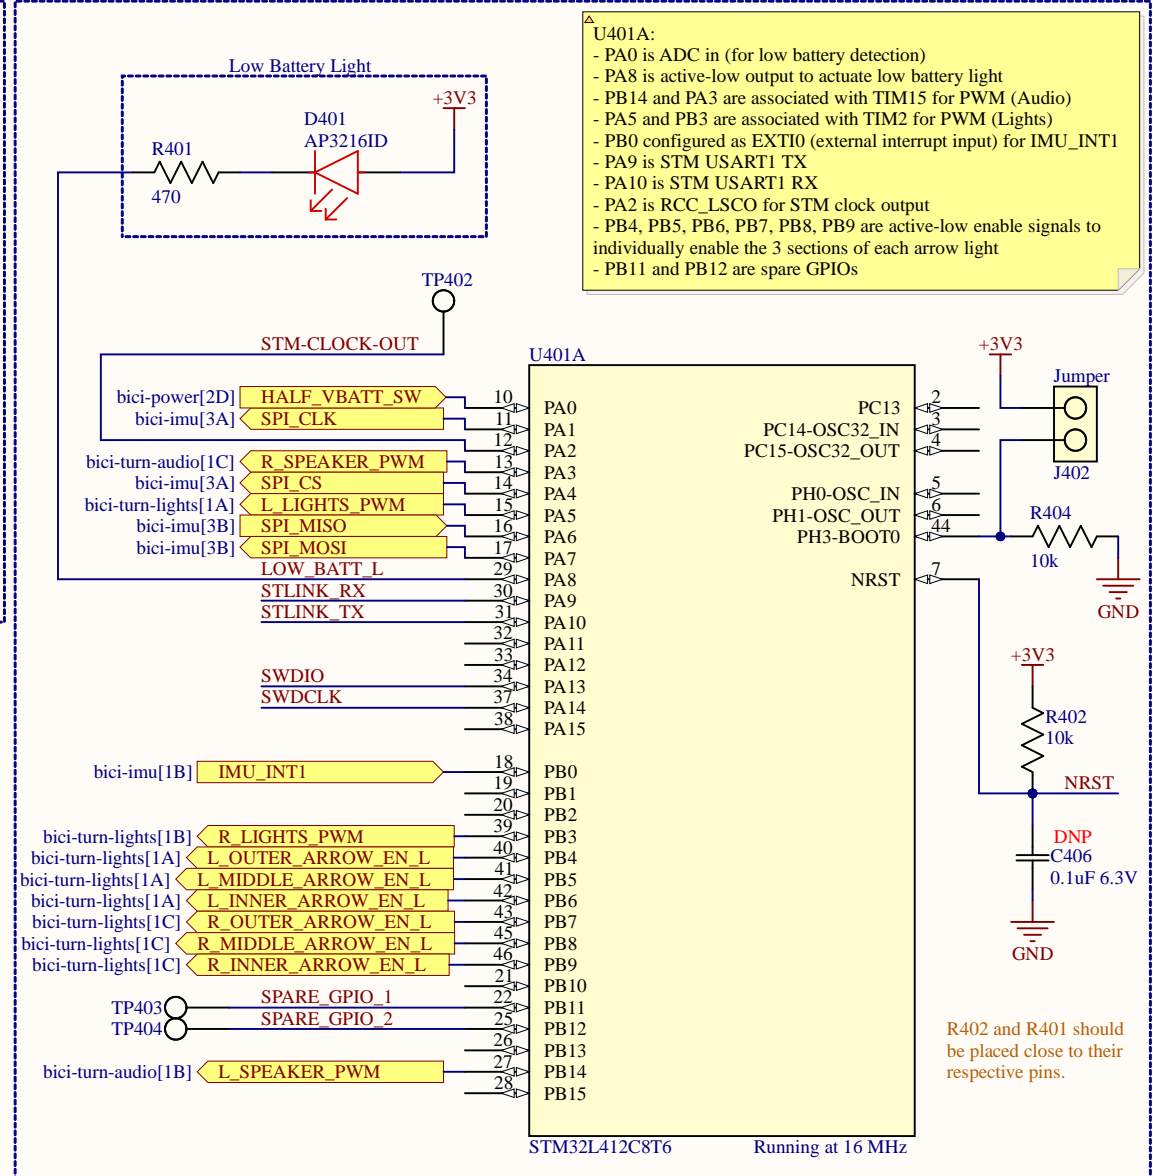 U401A:
- PA0 is ADC in (for low battery detection)
- PA8 is active-low output to actuate low battery light
- PB14 and PA3 are associated with TIM15 for PWM (Audio)
- PA5 and PB3 are associated with TIM2 for PWM (Lights)
- PB0 configured as EXTI0 (external interrupt input) for IMU_INT1
- PA9 is STM USART1 TX
- PA10 is STM USART1 RX
- PA2 is RCC_LSCO for STM clock output
- PB4, PB5, PB6, PB7, PB8, PB9 are active-low enable signals to
individually enable the 3 sections of each arrow light
- PB11 and PB12 are spare GPIOs
Low Battery Light
+3V3
D401
AP3216ID
R401
470
TP402
STM-CLOCK-OUT
U401A
bici-power[2D] HALF_VBATT_SW 10 PA0
bici-imu[3A] SPI_CLK 11 PA1
12 PA2
bici-turn-audio[1C] R_SPEAKER_PWM 13 PA3
bici-imu[3A] SPI_CS 14 PA4
bici-turn-lights[1A] L_LIGHTS_PWM 15 PA5
bici-imu[3B] SPI_MISO 16 PA6
bici-imu[3B] SPI_MOSI 17 PA7
LOW_BATT_L 29 PA8
STLINK_RX 30 PA9
STLINK_TX 31 PA10
32 PA11
33 PA12
SWDIO 34 PA13
SWDCLK 37 PA14
38 PA15
bici-imu[1B] IMU_INT1 18 PB0
19 PB1
20 PB2
bici-turn-lights[1B] R_LIGHTS_PWM 39 PB3
bici-turn-lights[1A] L_OUTER_ARROW_EN_L 40 PB4
bici-turn-lights[1A] L_MIDDLE_ARROW_EN_L 41 PB5
bici-turn-lights[1A] L_INNER_ARROW_EN_L 42 PB6
bici-turn-lights[1C] R_OUTER_ARROW_EN_L 43 PB7
bici-turn-lights[1C] R_MIDDLE_ARROW_EN_L 45 PB8
bici-turn-lights[1C] R_INNER_ARROW_EN_L 46 PB9
21 PB10
TP403 SPARE_GPIO_1 22 PB11
TP404 SPARE_GPIO_2 25 PB12
26 PB13
bici-turn-audio[1B] L_SPEAKER_PWM 27 PB14
28 PB15
PC13 2
PC14-OSC32_IN 3
PC15-OSC32_OUT 4
PH0-OSC_IN 5
PH1-OSC_OUT 6
PH3-BOOT0 44
NRST 7
STM32L412C8T6
Running at 16 MHz
+3V3
Jumper
J402
R404
10k
GND
+3V3
R402
10k
NRST
DNP
C406
0.1uF 6.3V
GND
R402 and R401 should
be placed close to their
respective pins.